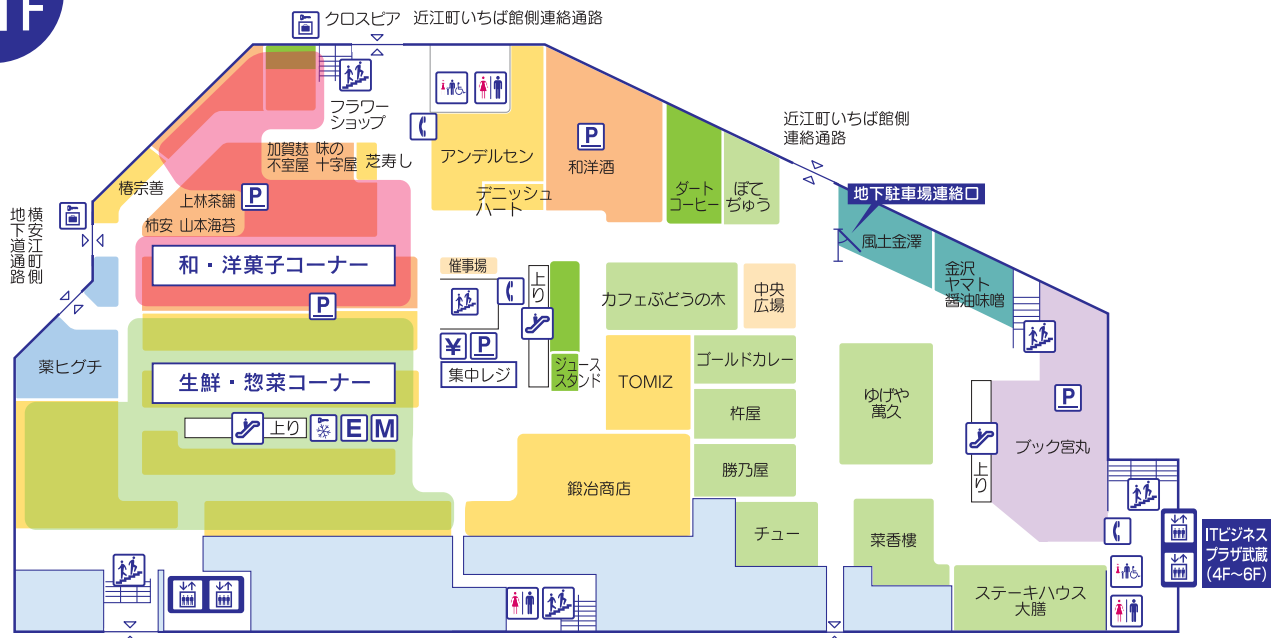 1F
クロスピア 近江町いちば館側連絡通路
フラワー
ショップ
加賀麸
不室屋
味の
十字屋
芝寿し
椿宗善
上林茶舗
P
柿安 山本海苔
横安江町側
地下道通路
和・洋菓子コーナー
P
薬ヒグチ
生鮮・惣菜コーナー
上り
E
M
アンデルセン
デニッシュ
ハート
P
和洋酒
ダート
コーヒー
ぼて
ぢゅう
近江町いちば館側
連絡通路
地下駐車場連絡口
風土金澤
金沢
ヤマト
醤油味噌
催事場
上り
¥
P
集中レジ
ジュース
スタンド
カフェぶどうの木
中央
広場
TOMIZ
ゴールドカレー
杵屋
勝乃屋
鍛冶商店
チュー
ゆげや
萬久
菜香樓
ステーキハウス
大膳
P
ブック宮丸
上り
ITビジネス
プラザ武蔵
(4F〜6F)